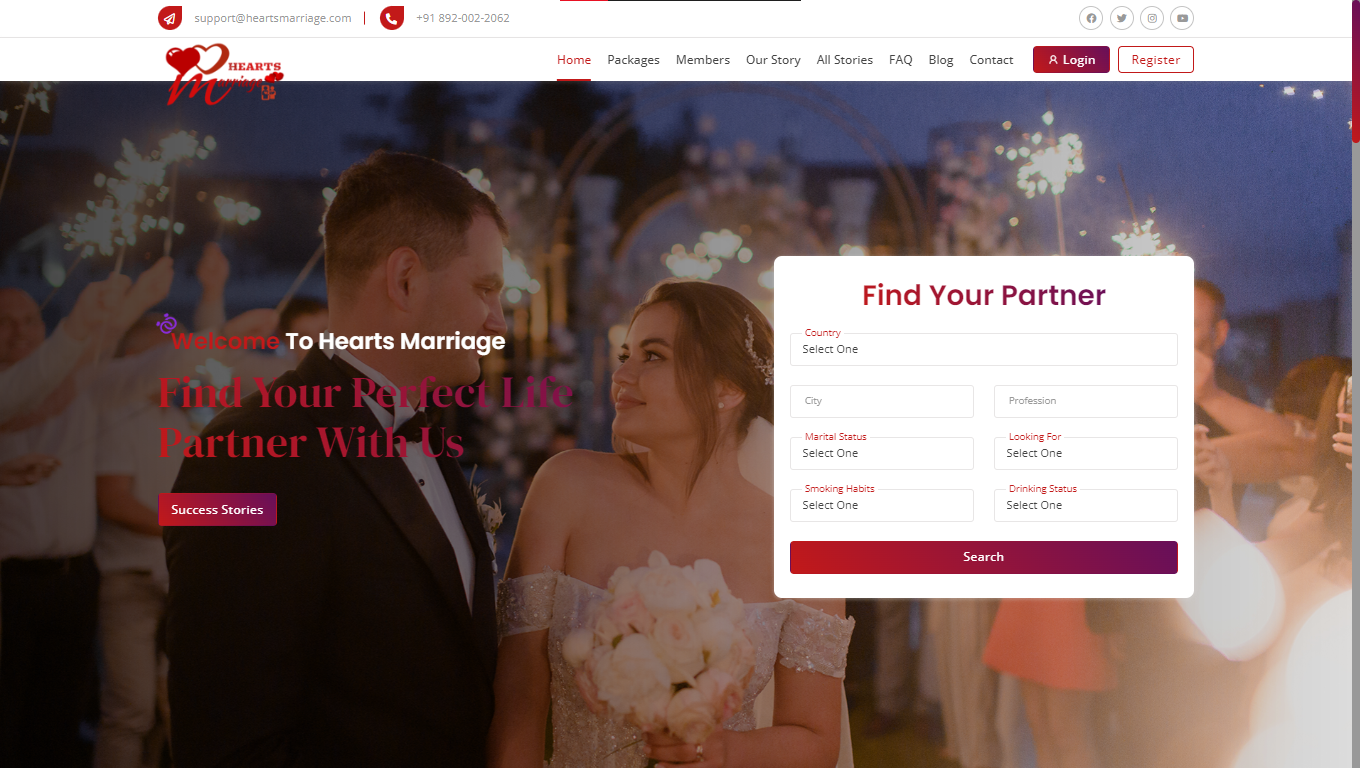 support@heartsmarriage.com
+91 892-002-2062
HEARTS
Marriage
Home Packages Members Our Story All Stories FAQ Blog Contact Login Register
Welcome To Hearts Marriage
Find Your Perfect Life
Partner With Us
Success Stories
Find Your Partner
Country
Select One
City Profession
Marital Status Looking For
Select One Select One
Smoking Habits Drinking Status
Select One Select One
Search